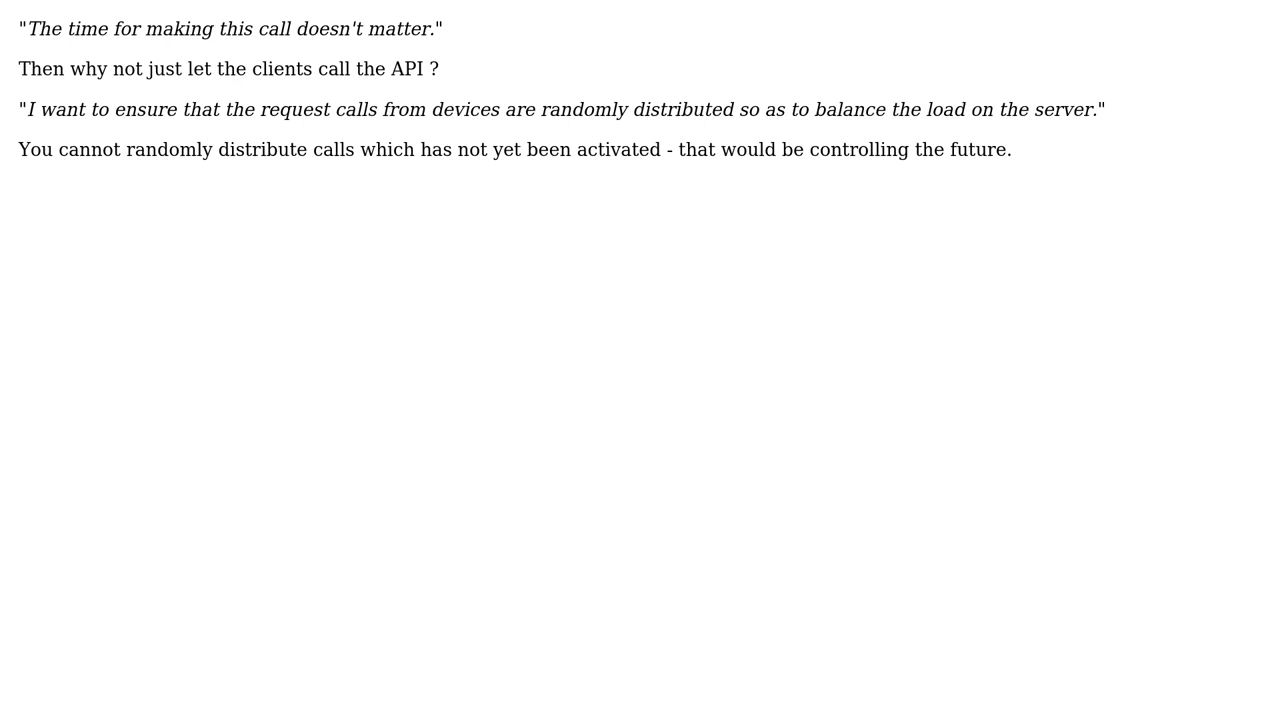 "The time for making this call doesn't matter."
Then why not just let the clients call the API ?
"I want to ensure that the request calls from devices are randomly distributed so as to balance the load on the server."
You cannot randomly distribute calls which has not yet been activated - that would be controlling the future.